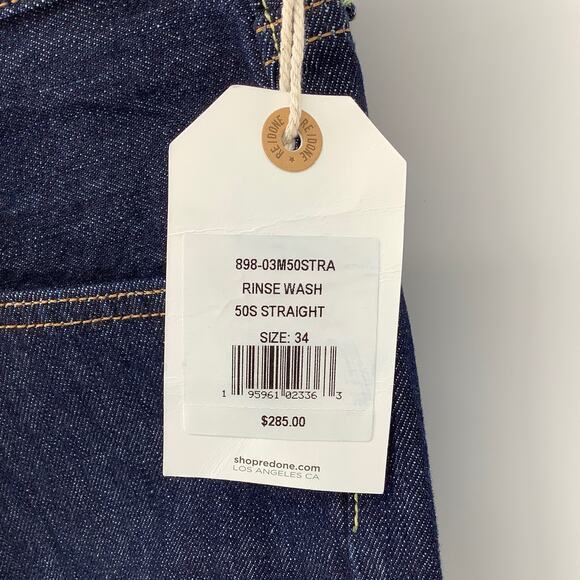 RE/DONE ★ RE/DONE
898-03M50STRA
RINSE WASH
50S STRAIGHT
SIZE: 34
1 95961 02336 3
$285.00
shopredone.com
LOS ANGELES CA